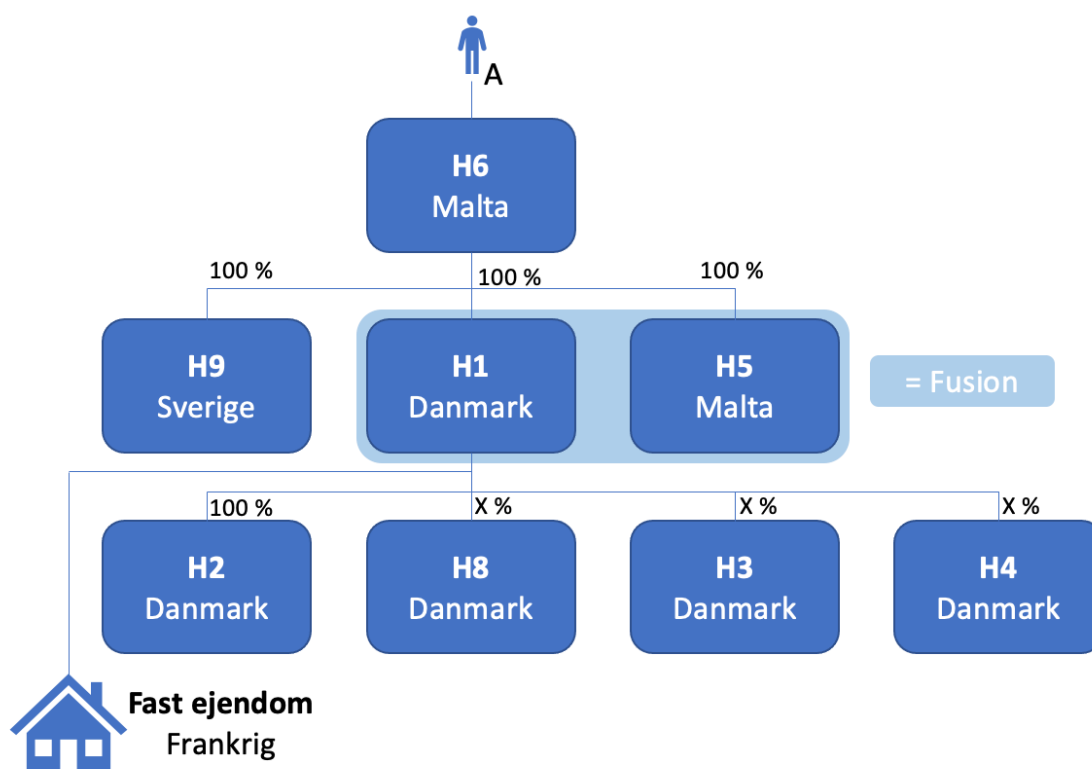 A
H6
Malta
100 %
100 %
100 %
H9
Sverige
H1
Danmark
H5
Malta
= Fusion
100 %
X %
X %
X %
H2
Danmark
H8
Danmark
H3
Danmark
H4
Danmark
Fast ejendom
Frankrig